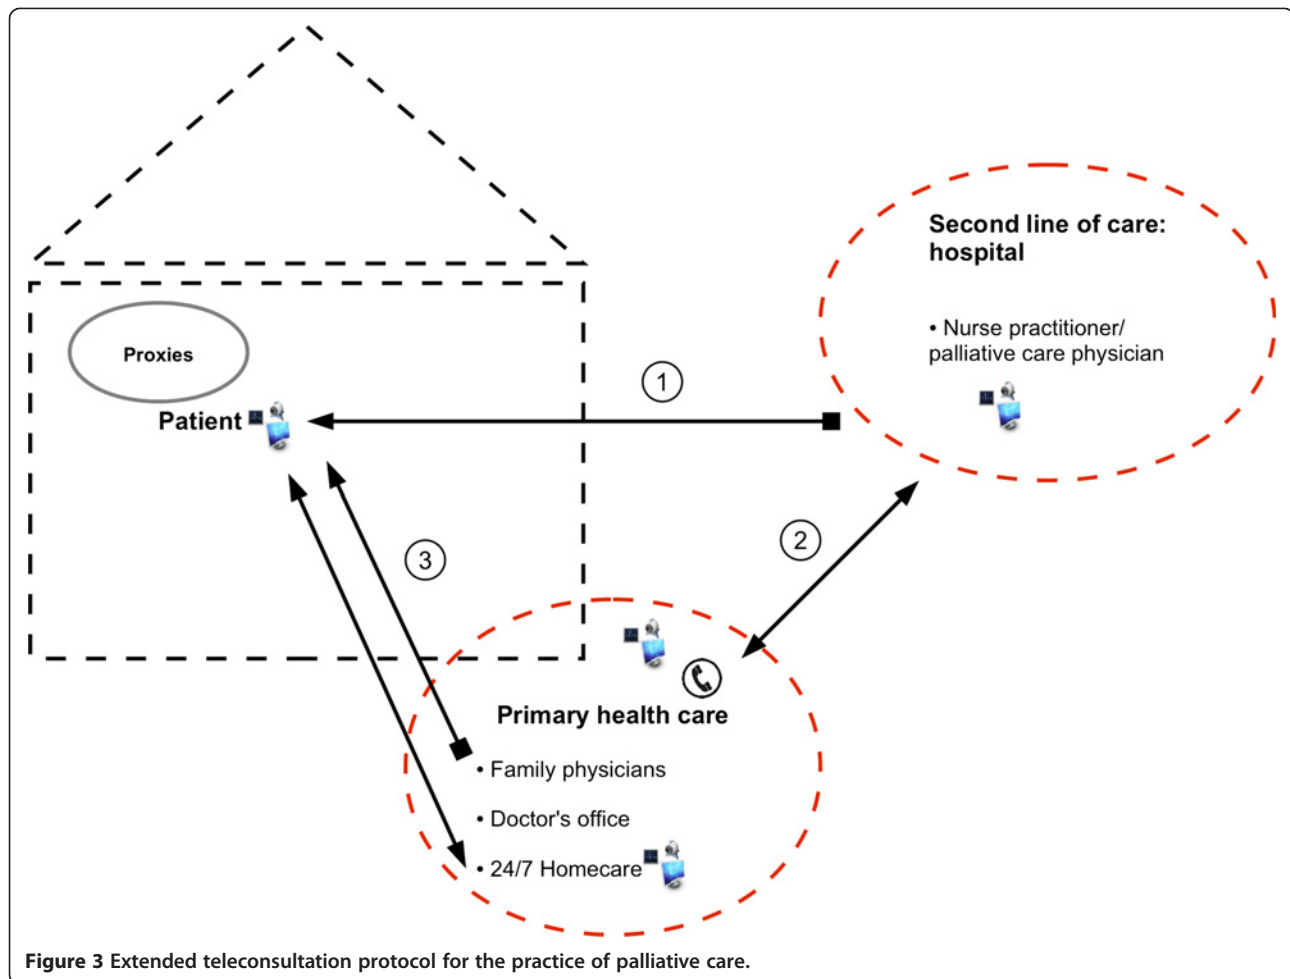 Second line of care:
hospital
• Nurse practitioner/
palliative care physician
Proxies
Patient
1
2
3
Primary health care
• Family physicians
• Doctor's office
• 24/7 Homecare
Figure 3 Extended teleconsultation protocol for the practice of palliative care.